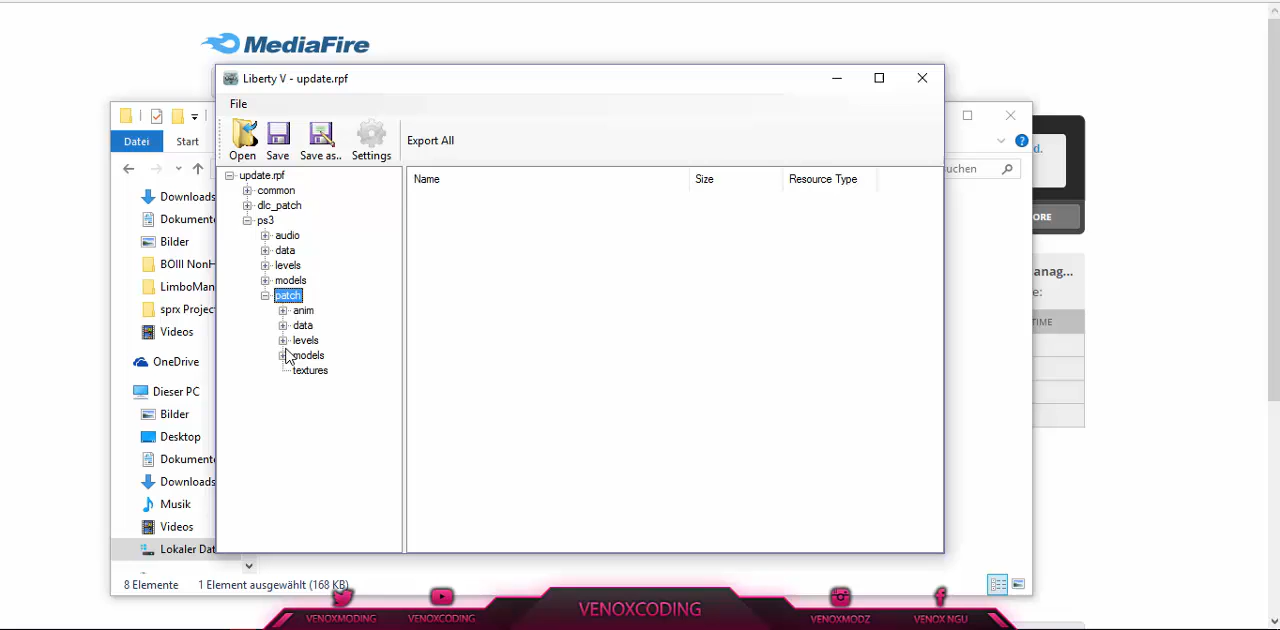 MediaFire
Liberty V - update.rpf
File
Open Save Save as.. Settings Export All
Datei Start
update.rpf
common
dlc_patch
ps3
audio
data
levels
models
patch
anim
data
levels
models
textures
Name Size Resource Type
Downloads
Dokumente
Bilder
BOIII NonH
LimboMan
sprx Projec
Videos
OneDrive
Dieser PC
Bilder
Desktop
Dokumente
Downloads
Musik
Videos
Lokaler Dat
8 Elemente 1 Element ausgewählt (168 KB)
suchen
d.
ORE
anag...
e:
TIME
VENOXMODING VENOXCODING VENOXCODING VENOXMODZ VENOX NGU